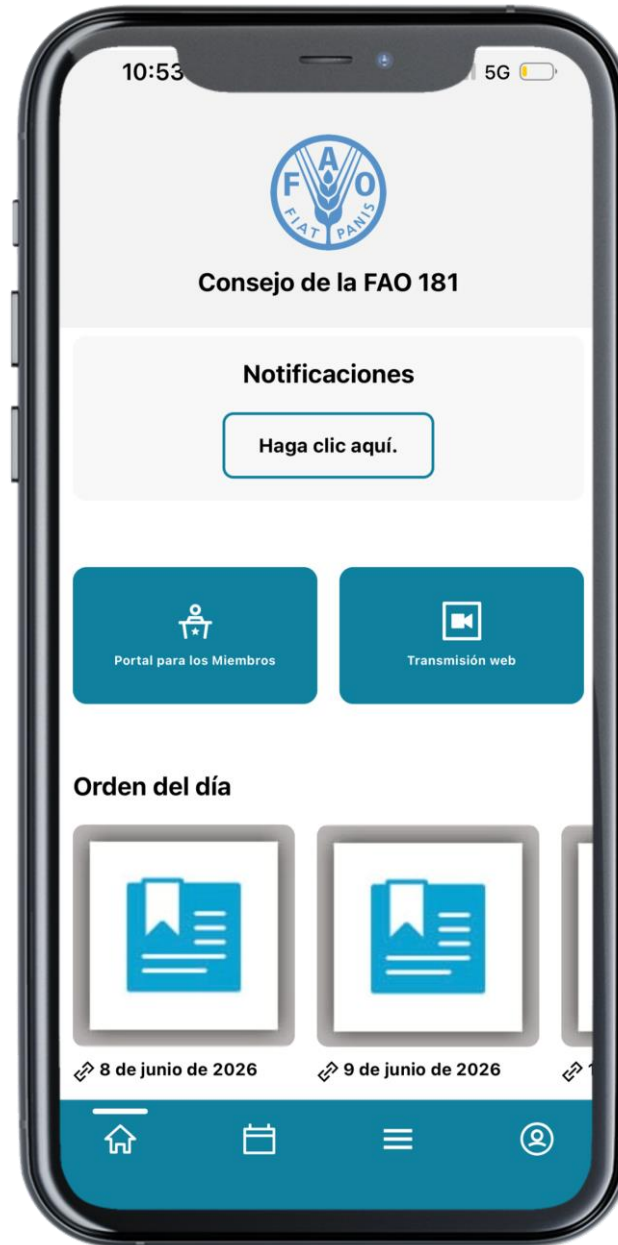 10:53
5G
FAO
FIAT PANIS
Consejo de la FAO 181
Notificaciones
Haga clic aquí.
Portal para los Miembros
Transmisión web
Orden del día
8 de junio de 2026
9 de junio de 2026